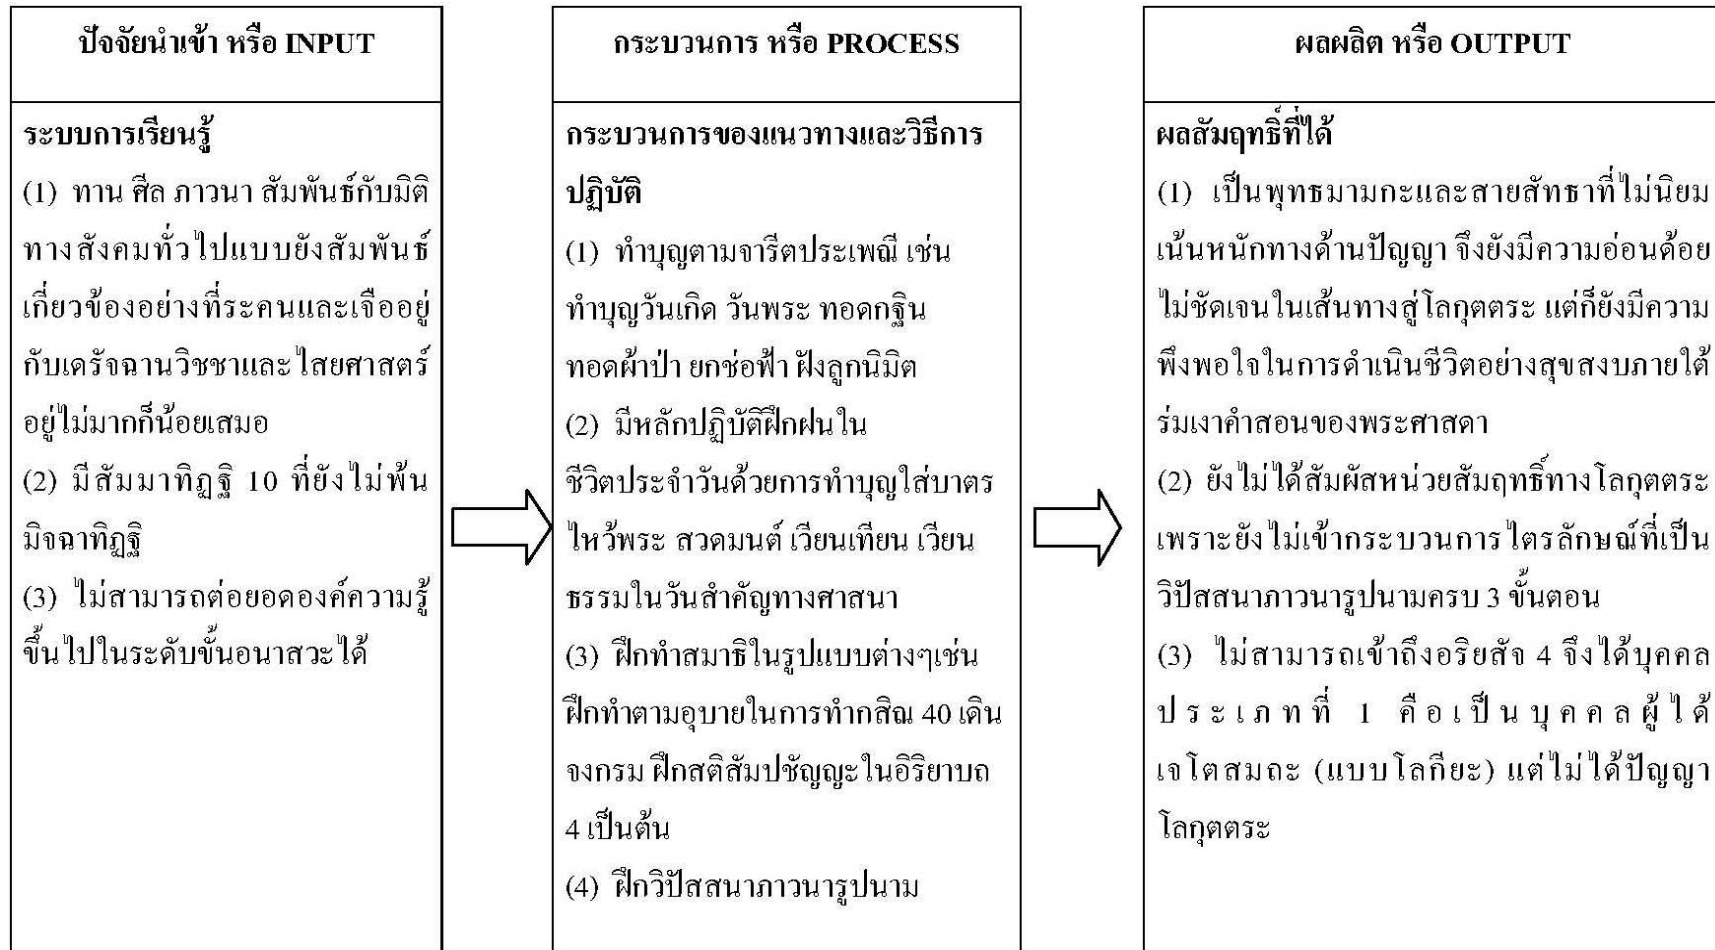 ปัจจัยนำเข้า หรือ INPUT
ระบบการเรียนรู้
(1) ทาน ศีล ภาวนา สัมพันธ์กับมิติ
ทางสังคมทั่วไปแบบยังสัมพันธ์
เกี่ยวข้องอย่างที่ระคนและเจืออยู่
กับเดรัจฉานวิชชาและไสยศาสตร์
อยู่ไม่มากก็น้อยเสมอ
(2) มีสัมมาทิฏฐิ 10 ที่ยังไม่พ้น
มิจฉาทิฏฐิ
(3) ไม่สามารถต่อยอดองค์ความรู้
ขึ้นไปในระดับขั้นอนาสวะได้
กระบวนการ หรือ PROCESS
กระบวนการของแนวทางและวิธีการ
ปฏิบัติ
(1) ทำบุญตามจารีตประเพณี เช่น
ทำบุญวันเกิด วันพระ ทอดกฐิน
ทอดผ้าป่า ยกช่อฟ้า ฝังลูกนิมิต
(2) มีหลักปฏิบัติฝึกฝนใน
ชีวิตประจำวันด้วยการทำบุญใส่บาตร
ไหว้พระ สวดมนต์ เวียนเทียน เวียน
ธรรมในวันสำคัญทางศาสนา
(3) ฝึกทำสมาธิในรูปแบบต่างๆเช่น
ฝึกทำตามอุบายในการทำกสิณ 40 เดิน
จงกรม ฝึกสติสัมปชัญญะในอิริยาบถ
4 เป็นต้น
(4) ฝึกวิปัสสนาภาวนารูปนาม
ผลผลิต หรือ OUTPUT
ผลสัมฤทธิ์ที่ได้
(1) เป็นพุทธมามกะและสายสัทธาที่ไม่นิยม
เน้นหนักทางด้านปัญญา จึงยังมีความอ่อนด้อย
ไม่ชัดเจนในเส้นทางสู่โลกุตตระ แต่ก็ยังมีความ
พึงพอใจในการดำเนินชีวิตอย่างสุขสงบภายใต้
ร่มเงาคำสอนของพระศาสดา
(2) ยังไม่ได้สัมผัสหน่วยสัมฤทธิ์ทางโลกุตตระ
เพราะยังไม่เข้ากระบวนการไตรลักษณ์ที่เป็น
วิปัสสนาภาวนารูปนามครบ 3 ขั้นตอน
(3) ไม่สามารถเข้าถึงอริยสัจ 4 จึงได้บุคคล
ประเภทที่ 1 คือเป็นบุคคลผู้ได้
เจโตสมถะ (แบบโลกียะ) แต่ไม่ได้ปัญญา
โลกุตตระ